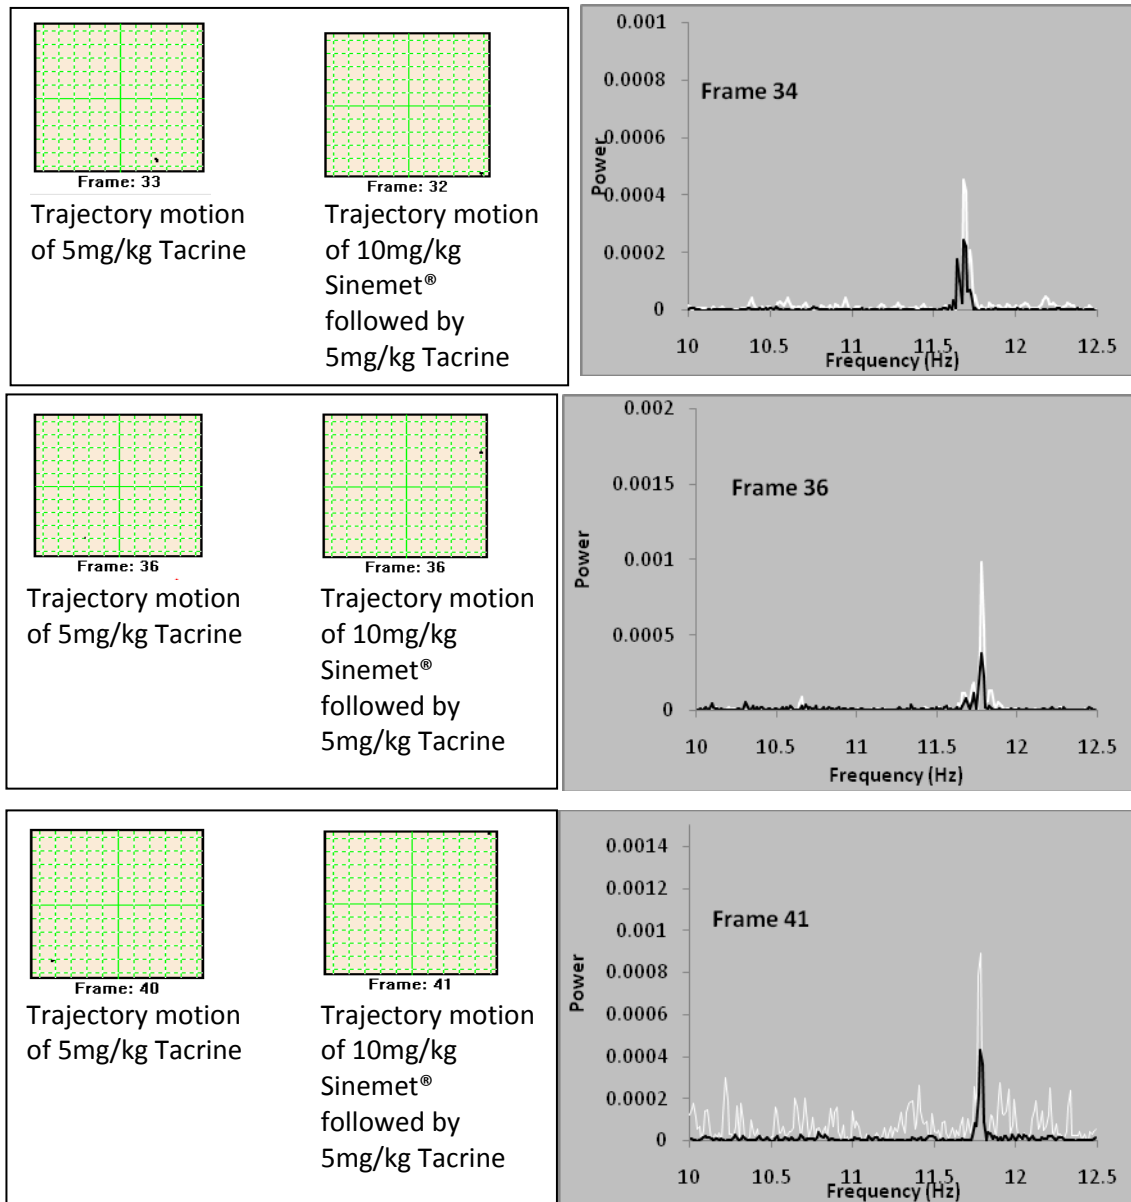 Frame: 33
Trajectory motion
of 5mg/kg Tacrine
Frame: 32
Trajectory motion
of 10mg/kg
Sinemet®
followed by
5mg/kg Tacrine
0.001
0.0008
0.0006
0.0004
0.0002
0
Power
Frame 34
10 10.5 11 11.5 12 12.5
Frequency (Hz)
Frame: 36
Trajectory motion
of 5mg/kg Tacrine
Frame: 36
Trajectory motion
of 10mg/kg
Sinemet®
followed by
5mg/kg Tacrine
0.002
0.0015
0.001
0.0005
0
Power
Frame 36
10 10.5 11 11.5 12 12.5
Frequency (Hz)
Frame: 40
Trajectory motion
of 5mg/kg Tacrine
Frame: 41
Trajectory motion
of 10mg/kg
Sinemet®
followed by
5mg/kg Tacrine
0.0014
0.0012
0.001
0.0008
0.0006
0.0004
0.0002
0
Power
Frame 41
10 10.5 11 11.5 12 12.5
Frequency (Hz)